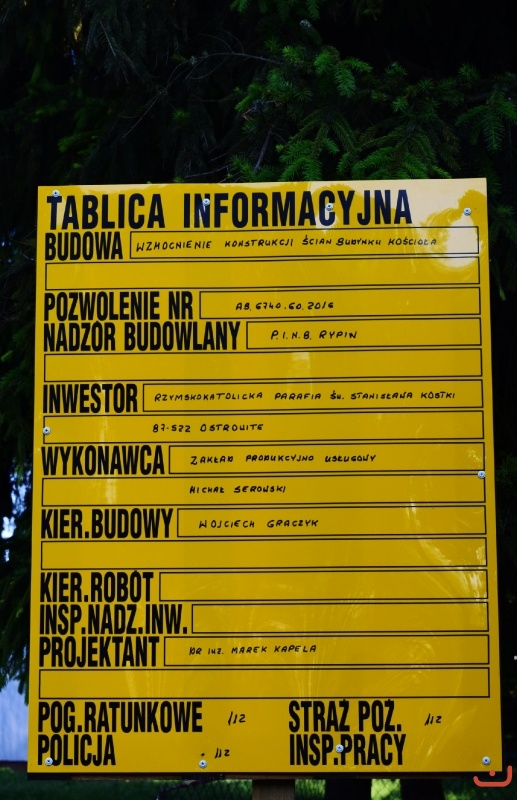 TABLICA INFORMACYJNA
BUDOWA WZMOCNIENIE KONSTRUKCJI ŚCIAN BUDYNKU KOŚCIOŁA
POZWOLENIE NR AB.6740.60.2016
NADZÓR BUDOWLANY P.I.N.B. RYPIN
INWESTOR RZYMSKOKATOLICKA PARAFIA ŚW. STANISŁAWA KOSTKI
87-522 OSTROWITE
WYKONAWCA ZAKŁAD PRODUKCYJNO USŁUGOWY
MICHAŁ SEROWSKI
KIER.BUDOWY WOJCIECH GRACZYK
KIER.ROBÓT
INSP.NADZ.INW.
PROJEKTANT DR INŻ. MAREK KAPELA
POG.RATUNKOWE 112 STRAŻ POŻ. 112
POLICJA 112 INSP.PRACY